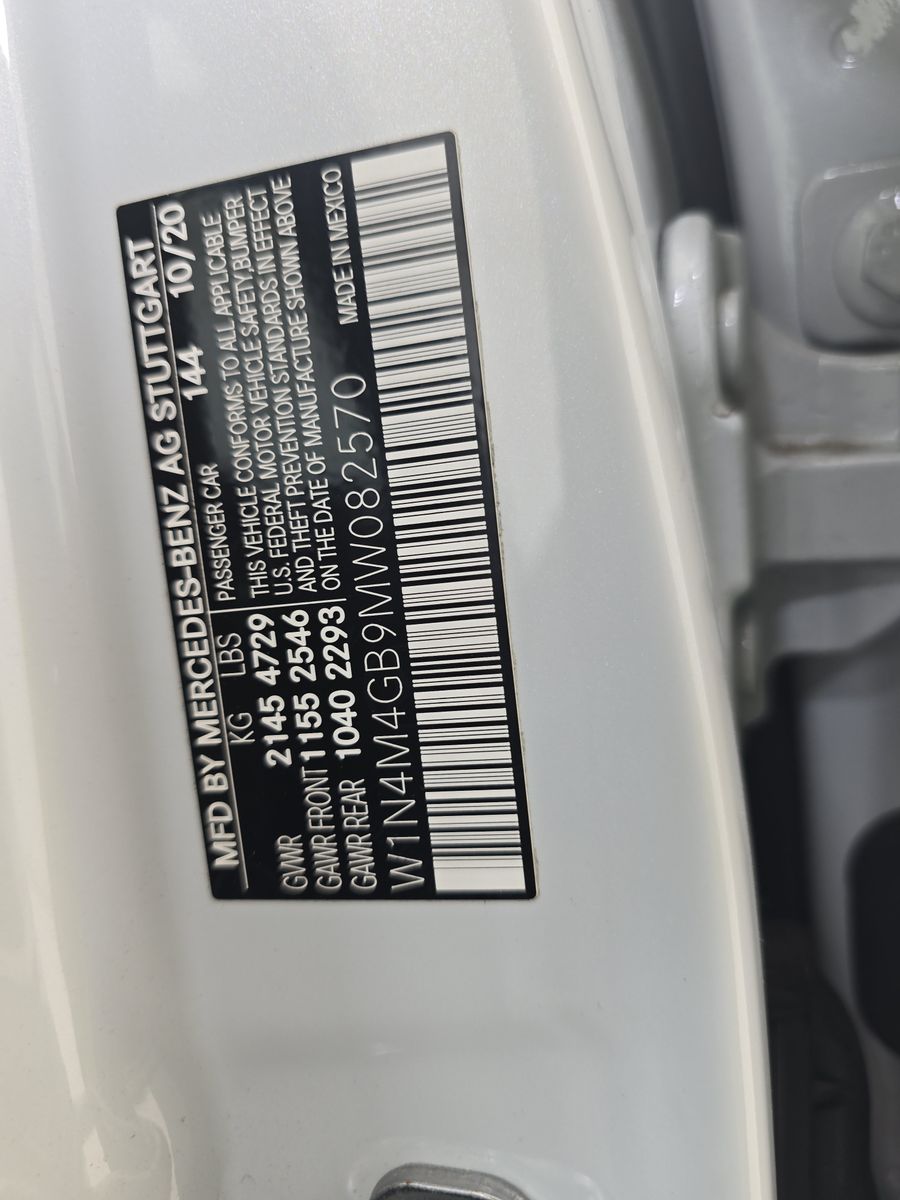 MFD BY MERCEDES-BENZ AG STUTTGART
144 10/20
KG LBS
GWR 2145 4729
GAWR FRONT 1155 2546
GAWR REAR 1040 2293
PASSENGER CAR
THIS VEHICLE CONFORMS TO ALL APPLICABLE
U.S. FEDERAL MOTOR VEHICLE SAFETY, BUMPER
AND THEFT PREVENTION STANDARDS IN EFFECT
ON THE DATE OF MANUFACTURE SHOWN ABOVE
MADE IN MEXICO
W1N4M4GB9MW082570